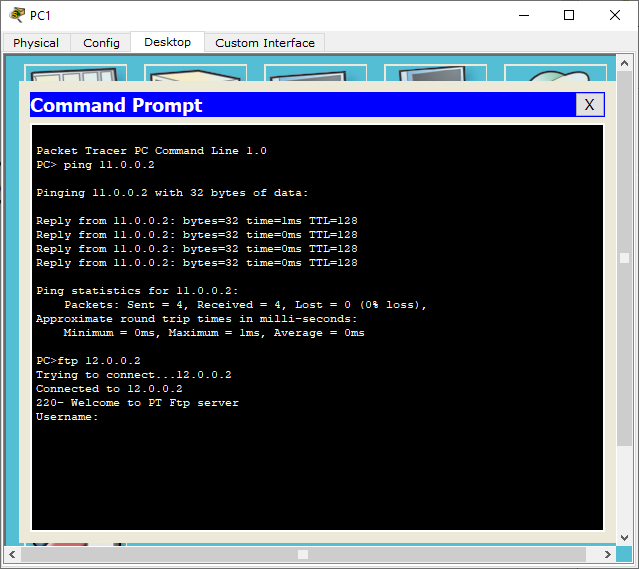 PC1
Physical Config Desktop Custom Interface
Command Prompt X
Packet Tracer PC Command Line 1.0
PC> ping 11.0.0.2
Pinging 11.0.0.2 with 32 bytes of data:
Reply from 11.0.0.2: bytes=32 time=1ms TTL=128
Reply from 11.0.0.2: bytes=32 time=0ms TTL=128
Reply from 11.0.0.2: bytes=32 time=0ms TTL=128
Reply from 11.0.0.2: bytes=32 time=0ms TTL=128
Ping statistics for 11.0.0.2:
Packets: Sent = 4, Received = 4, Lost = 0 (0% loss),
Approximate round trip times in milli-seconds:
Minimum = 0ms, Maximum = 1ms, Average = 0ms
PC>ftp 12.0.0.2
Trying to connect...12.0.0.2
Connected to 12.0.0.2
220- Welcome to PT Ftp server
Username: